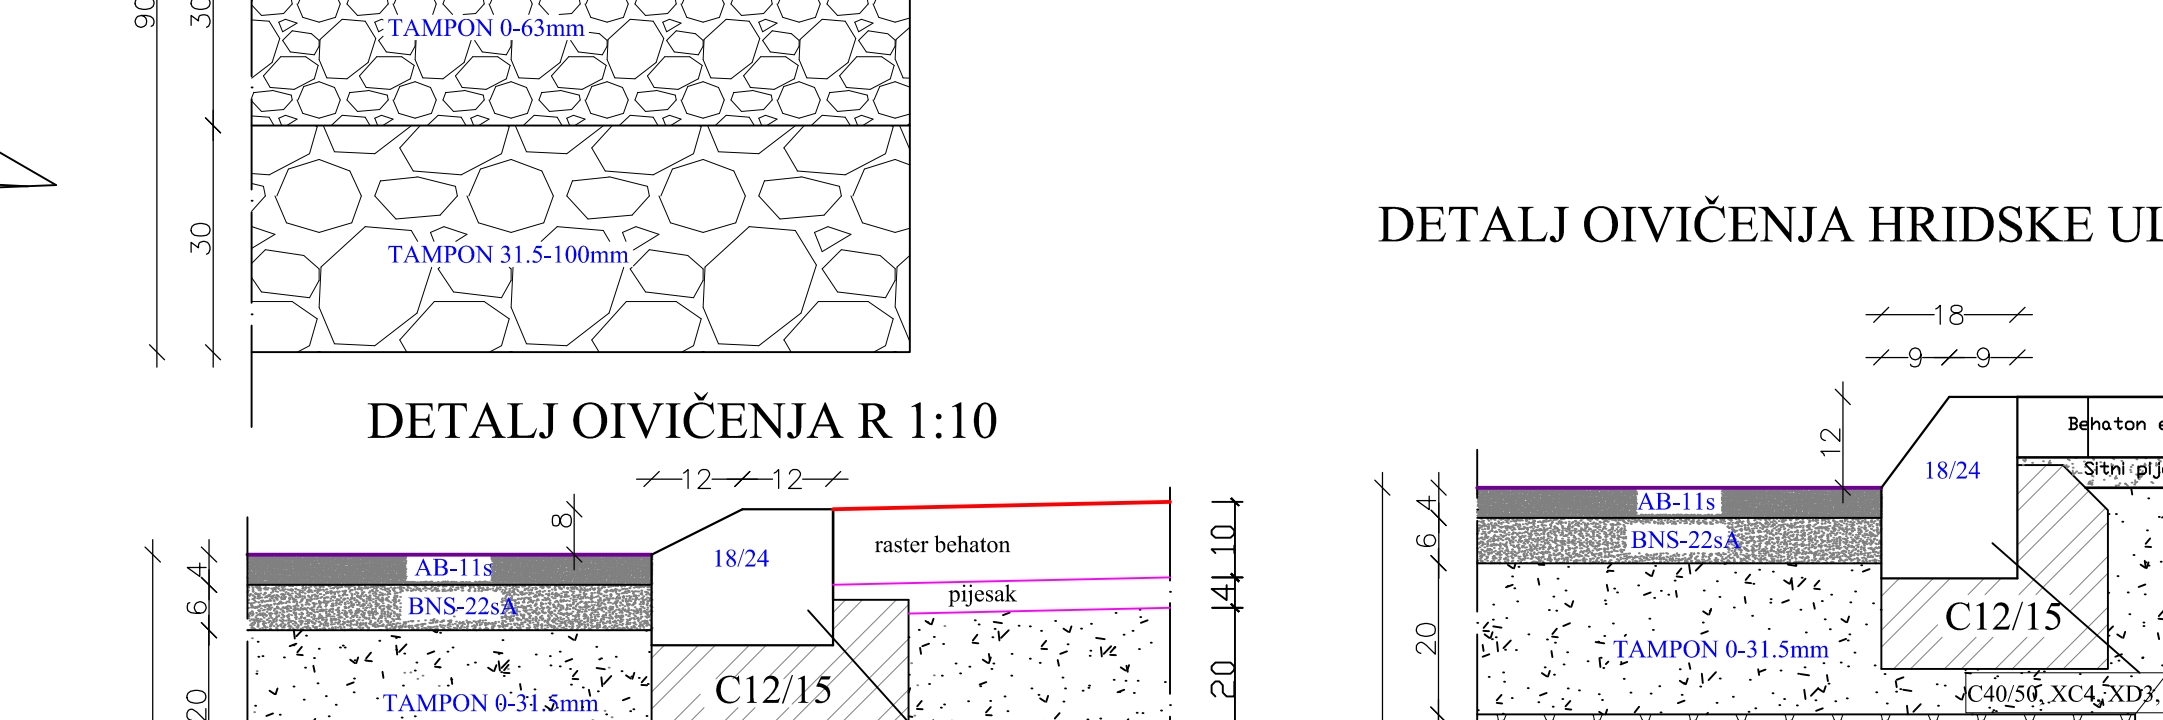 90
30
TAMPON 0-63mm
30
TAMPON 31.5-100mm
DETALJ OIVIČENJA R 1:10
12 12
8
AB-11s
4
BNS-22sA
6
TAMPON 0-31.5mm
20
18/24
C12/15
raster behaton
10
pijesak
4
20
DETALJ OIVIČENJA HRIDSKE
18
9 9
12
Behaton
18/24
Sitni
4
AB-11s
6
BNS-22sA
20
TAMPON 0-31.5mm
C12/15
C40/50, XC4, XD3,